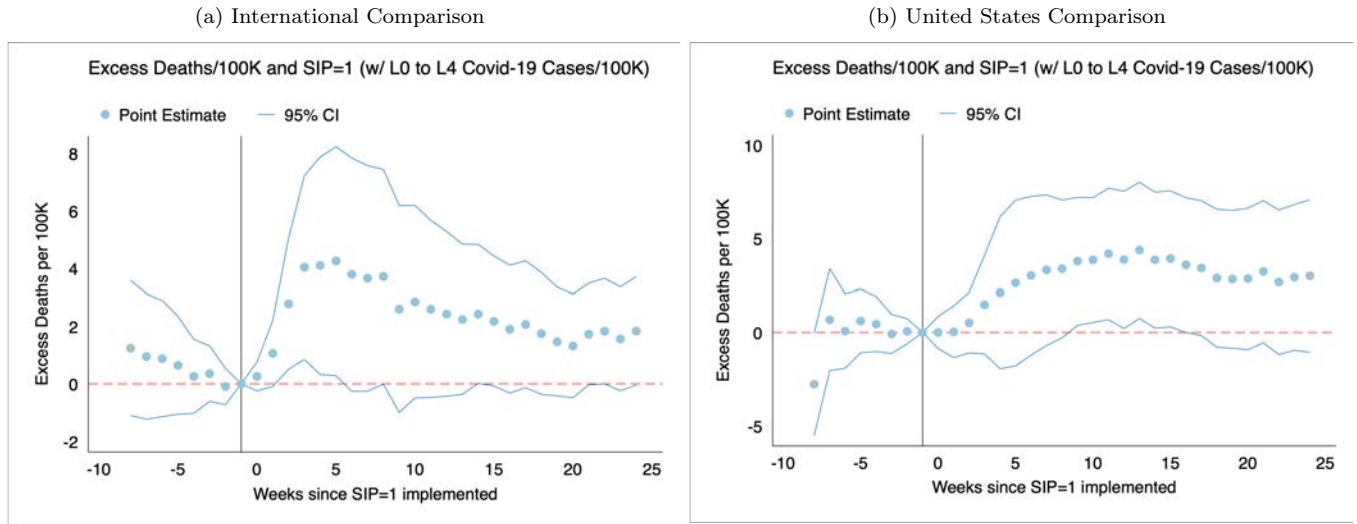 (a) International Comparison
Excess Deaths/100K and SIP=1 (w/ L0 to L4 Covid-19 Cases/100K)
Point Estimate 95% CI
8
6
4
2
0
-2
Excess Deaths per 100K
-10 -5 0 5 10 15 20 25
Weeks since SIP=1 implemented
(b) United States Comparison
Excess Deaths/100K and SIP=1 (w/ L0 to L4 Covid-19 Cases/100K)
Point Estimate 95% CI
10
5
0
-5
Excess Deaths per 100K
-10 -5 0 5 10 15 20 25
Weeks since SIP=1 implemented